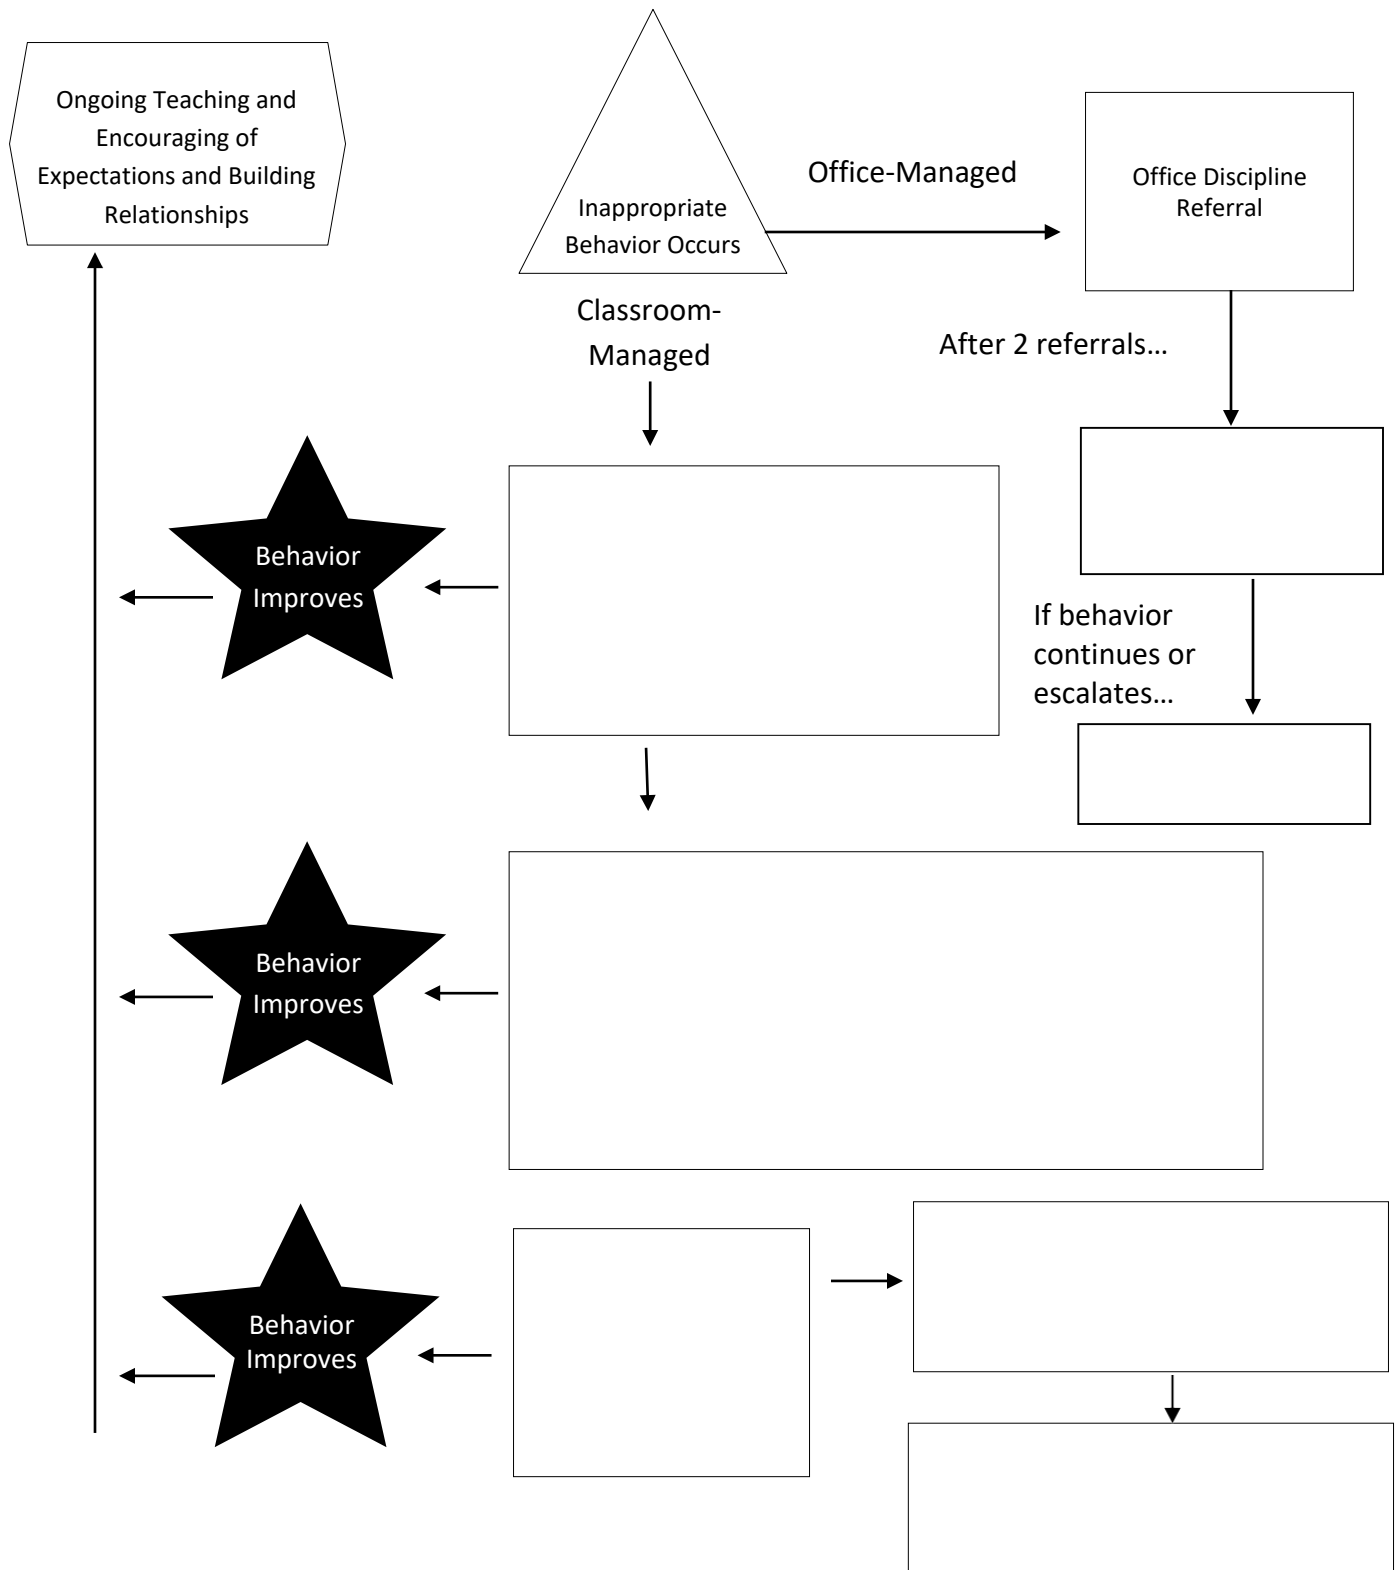 Ongoing Teaching and
Encouraging of
Expectations and Building
Relationships
Inappropriate
Behavior Occurs
Office-Managed
Office Discipline
Referral
Classroom-
Managed
After 2 referrals…
Behavior
Improves
If behavior
continues or
escalates…
Behavior
Improves
Behavior
Improves